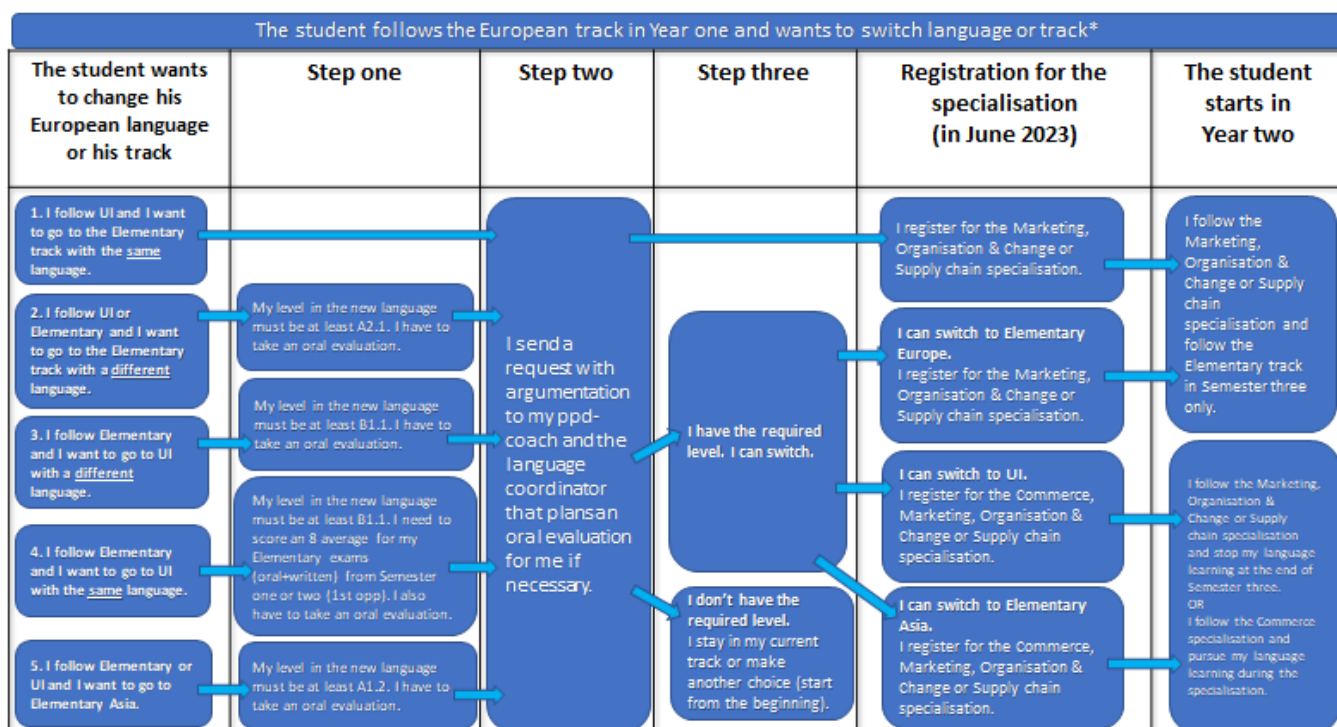 The student follows the European track in Year one and wants to switch language or track*
The student wants
to change his
European language
or his track
Step one
Step two
Step three
Registration for the
specialisation
(in June 2023)
The student
starts in
Year two
1. I follow UI and I want
to go to the Elementary
track with the same
language.
2. I follow UI or
Elementary and I want
to go to the Elementary
track with a different
language.
3. I follow Elementary
and I want to go to UI
with a different
language.
4. I follow Elementary
and I want to go to UI
with the same language.
5. I follow Elementary or
UI and I want to go to
Elementary Asia.
My level in the new language
must be at least A2.1. I have to
take an oral evaluation.
My level in the new language
must be at least B1.1. I have to
take an oral evaluation.
My level in the new language
must be at least B1.1. I need to
score an 8 average for my
Elementary exams
(oral+written) from Semester
one or two (1st opp). I also
have to take an oral evaluation.
My level in the new language
must be at least A1.2. I have to
take an oral evaluation.
I send a
request with
argumentation
to my ppd-
coach and the
language
coordinator
that plans an
oral evaluation
for me if
necessary.
I have the required
level. I can switch.
I don't have the
required level.
I stay in my current
track or make
another choice (start
from the beginning).
I register for the Marketing,
Organisation & Change or
Supply chain specialisation.
I can switch to Elementary
Europe.
I register for the Marketing,
Organisation & Change or
Supply chain specialisation.
I can switch to UI.
I register for the Commerce,
Marketing, Organisation &
Change or Supply chain
specialisation.
I can switch to Elementary
Asia.
I register for the Commerce,
Marketing, Organisation &
Change or Supply chain
specialisation.
I follow the
Marketing,
Organisation &
Change or Supply
chain
specialisation and
follow the
Elementary track
in Semester three
only.
I follow the Marketing,
Organisation &
Change or Supply
chain specialisation
and stop my language
learning at the end of
Semester three.
OR
I follow the Commerce
specialisation and
pursue my language
learning during the
specialisation.